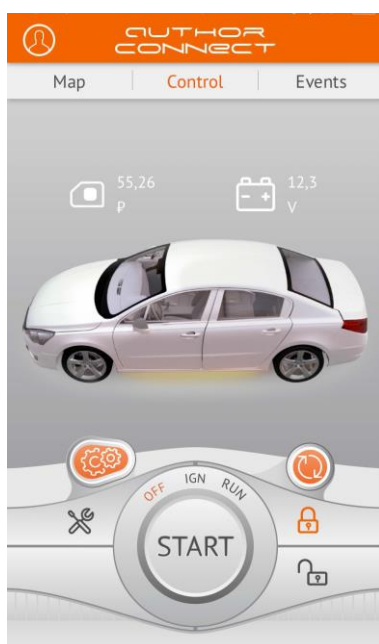 AUTHOR
CONNECT
Map Control Events
55,26
₽
12,3
V
OFF IGN RUN
START